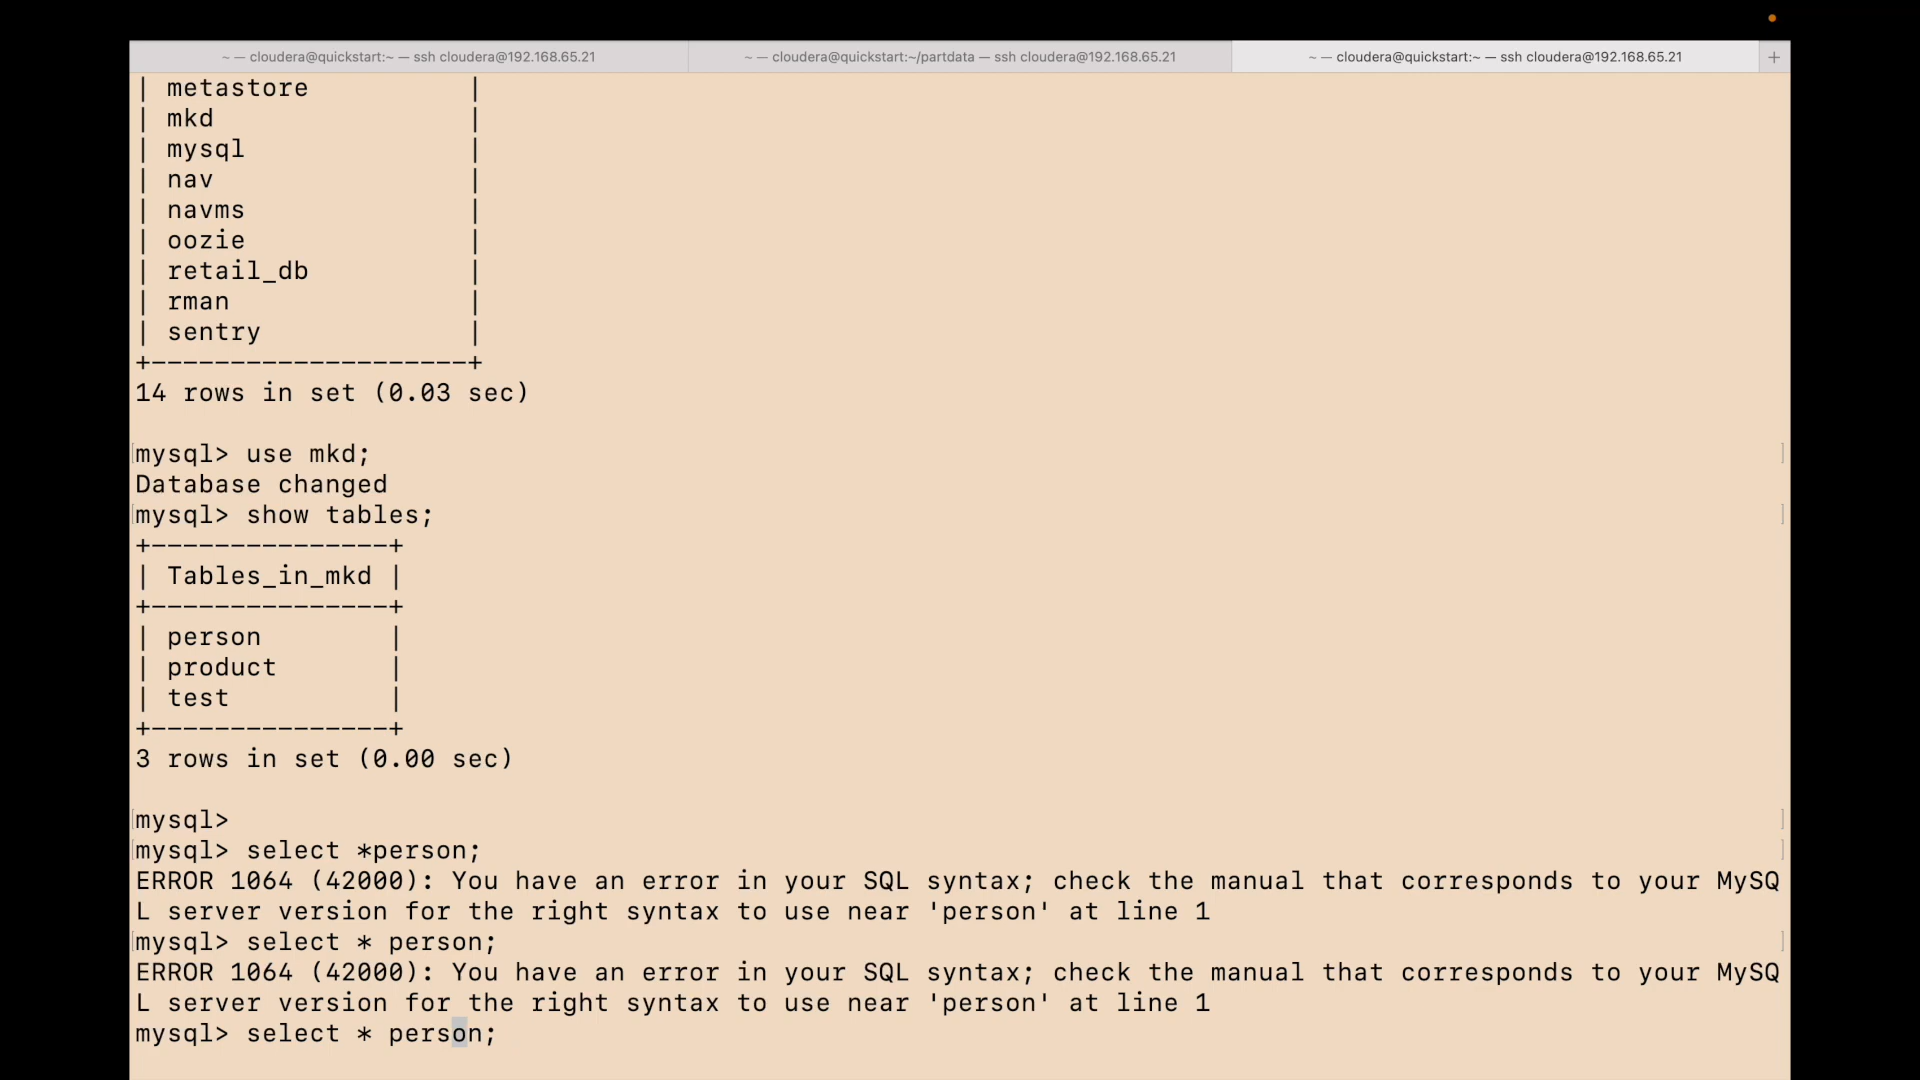 ~ — cloudera@quickstart:~ — ssh cloudera@192.168.65.21
~ — cloudera@quickstart:~/partdata — ssh cloudera@192.168.65.21
~ — cloudera@quickstart:~ — ssh cloudera@192.168.65.21
+
| metastore          |
| mkd                |
| mysql              |
| nav                |
| navms              |
| oozie              |
| retail_db          |
| rman               |
| sentry             |
+--------------------+
14 rows in set (0.03 sec)
mysql> use mkd;
Database changed
mysql> show tables;
+---------------+
| Tables_in_mkd |
+---------------+
| person        |
| product       |
| test          |
+---------------+
3 rows in set (0.00 sec)
mysql>
mysql> select *person;
ERROR 1064 (42000): You have an error in your SQL syntax; check the manual that corresponds to your MySQ
L server version for the right syntax to use near 'person' at line 1
mysql> select * person;
ERROR 1064 (42000): You have an error in your SQL syntax; check the manual that corresponds to your MySQ
L server version for the right syntax to use near 'person' at line 1
mysql> select * person;